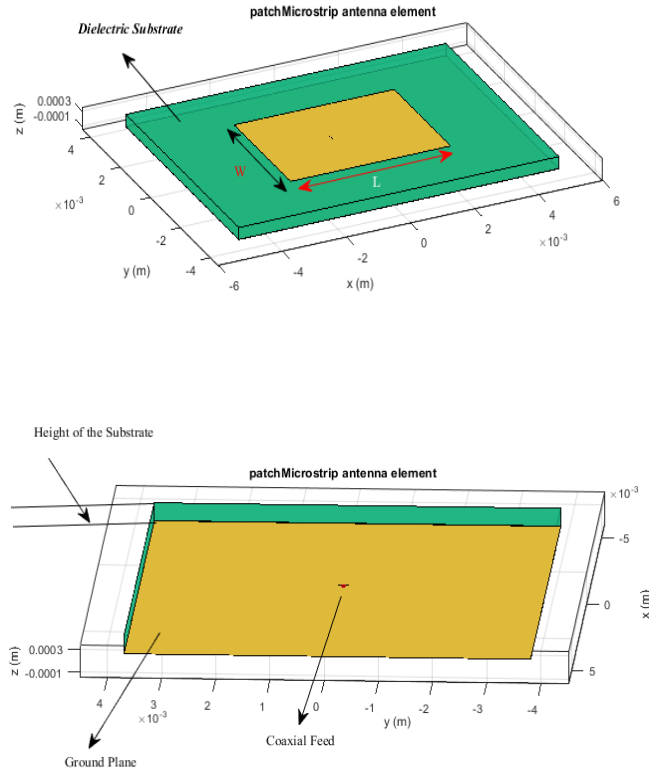 patchMicrostrip antenna element
Dielectric Substrate
z (m)
0.0003
-0.0001
4
2
0
-2
-4
×10⁻³
y (m)
W
L
-6
-4
-2
0
2
4
6
×10⁻³
x (m)
Height of the Substrate
patchMicrostrip antenna element
×10⁻³
-5
0
5
x (m)
z (m)
0.0003
-0.0001
4
3
2
1
0
-1
-2
-3
-4
×10⁻³
y (m)
Coaxial Feed
Ground Plane